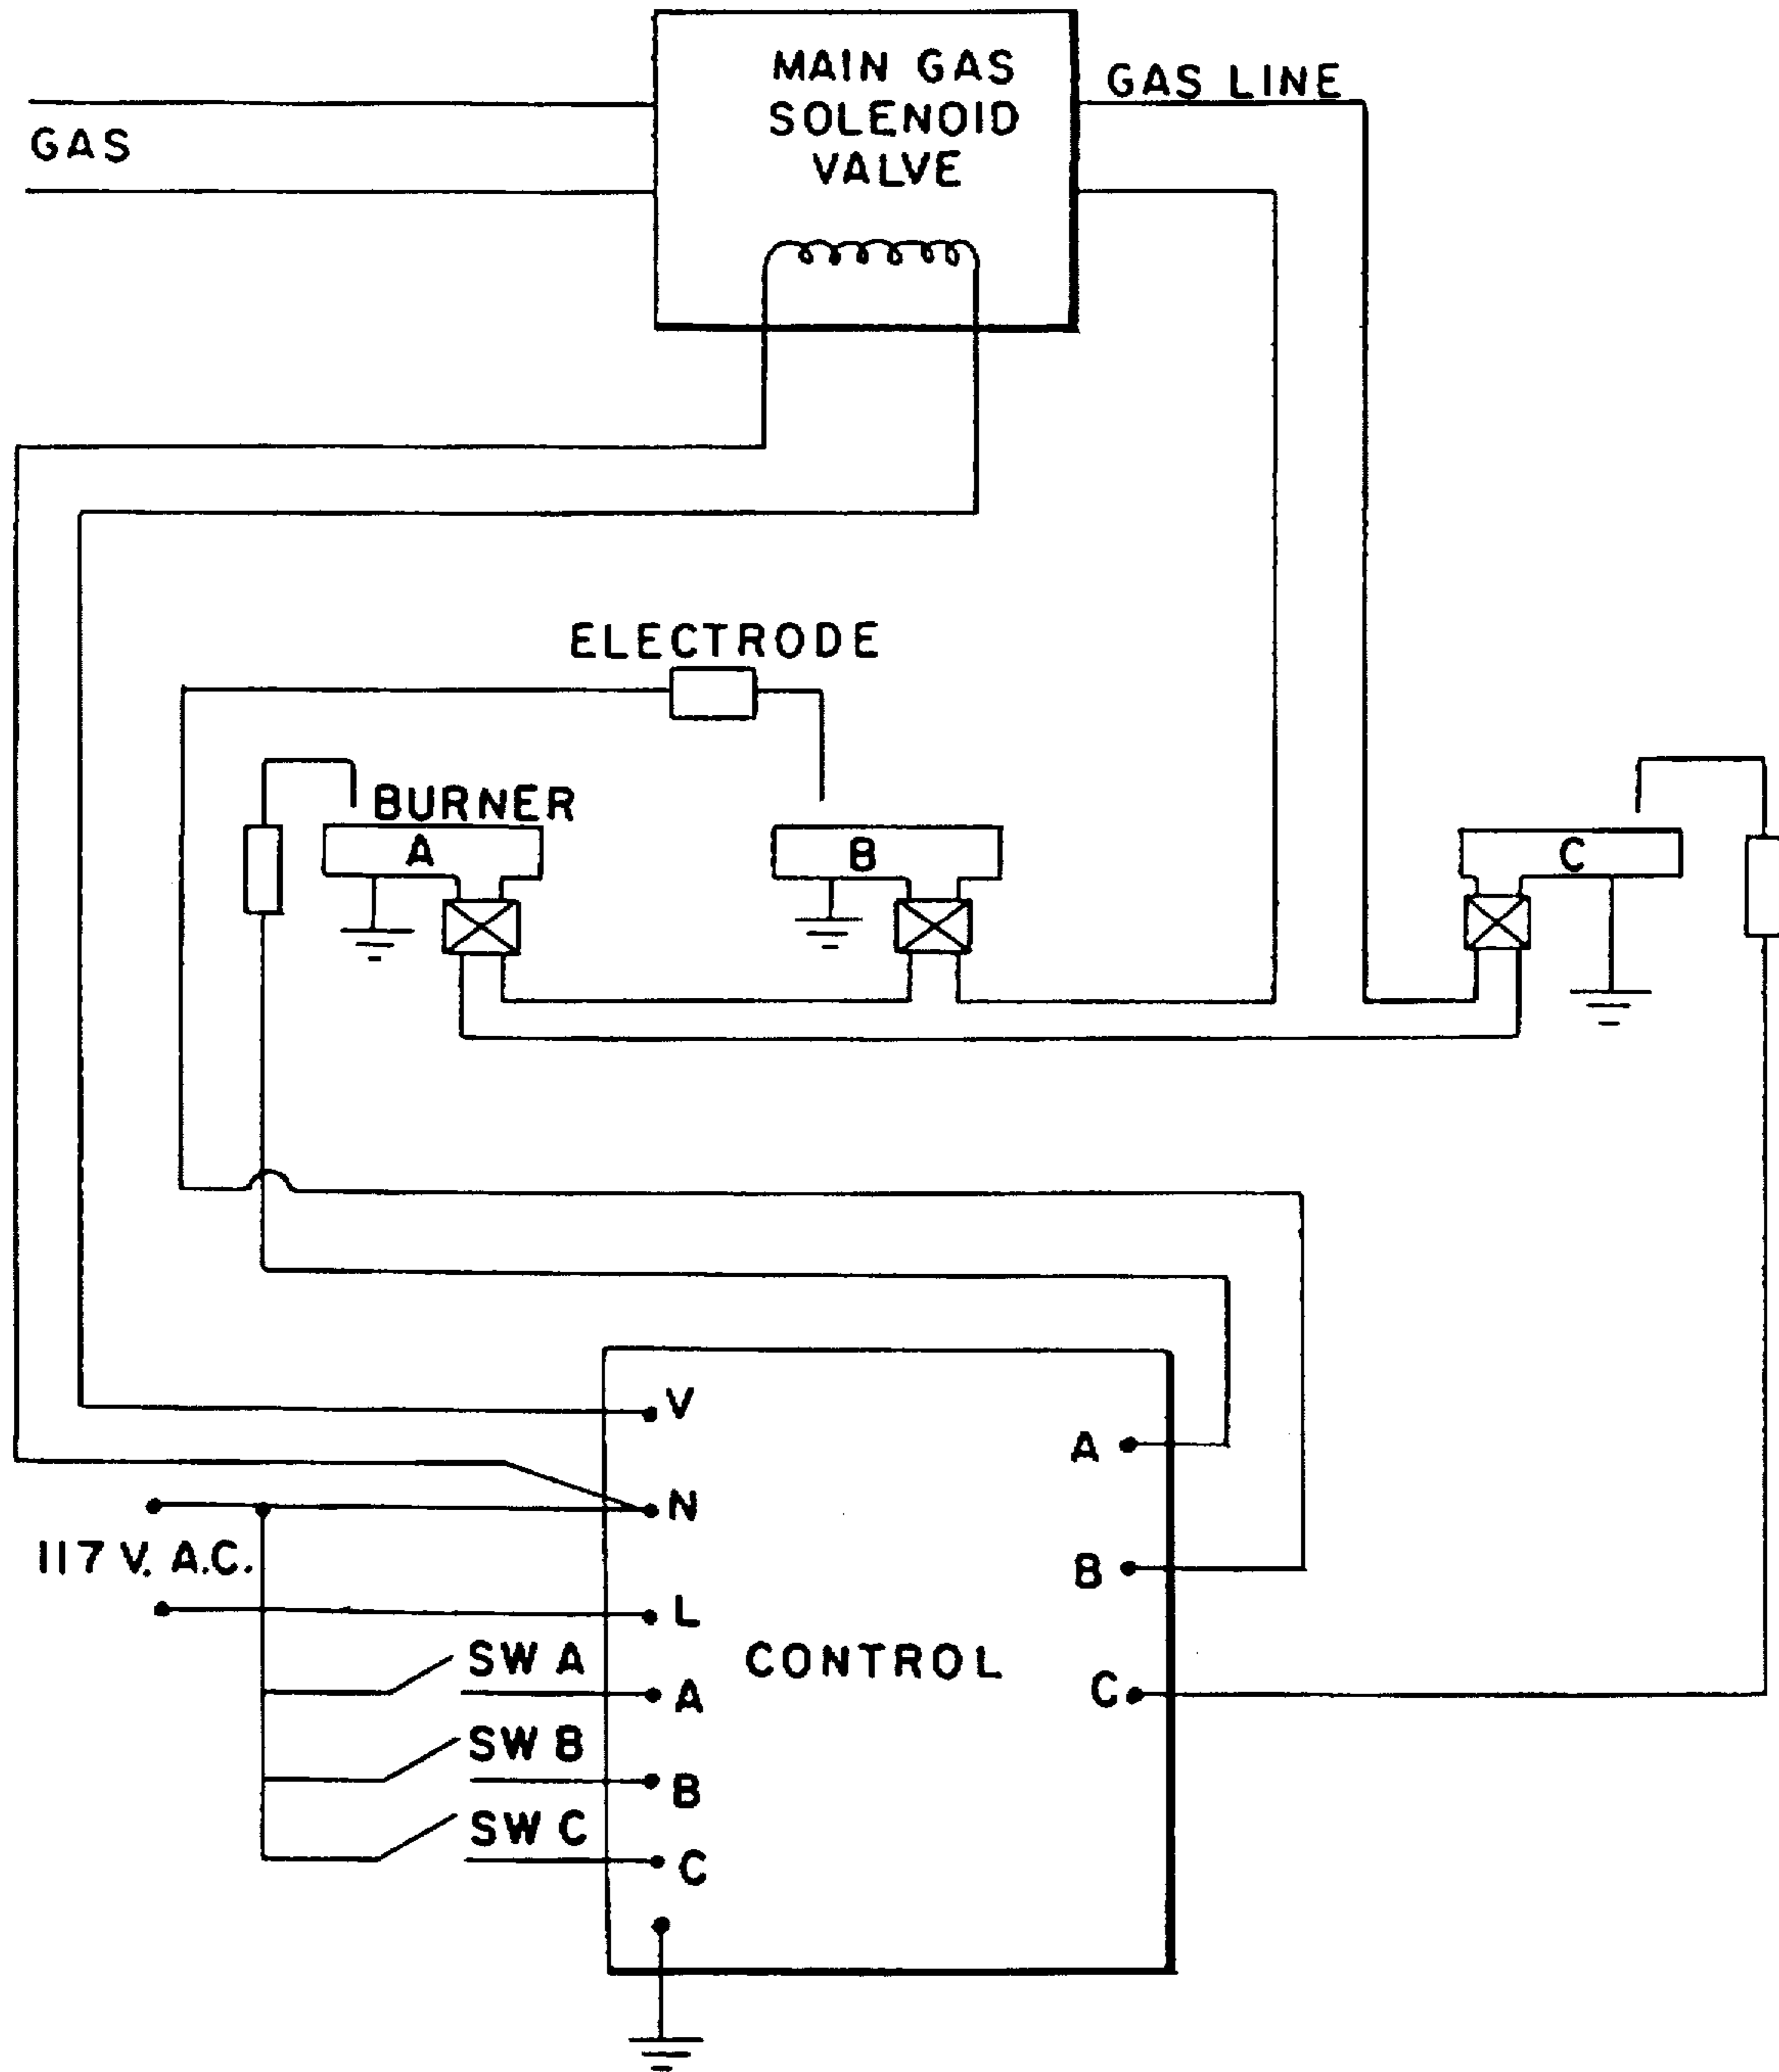 MAIN GAS
SOLENOID
VALVE
GAS LINE
GAS
ELECTRODE
BURNER
A
B
C
V
A
N
B
117 V. A.C.
L
CONTROL
C
SW A
A
SW B
B
SW C
C